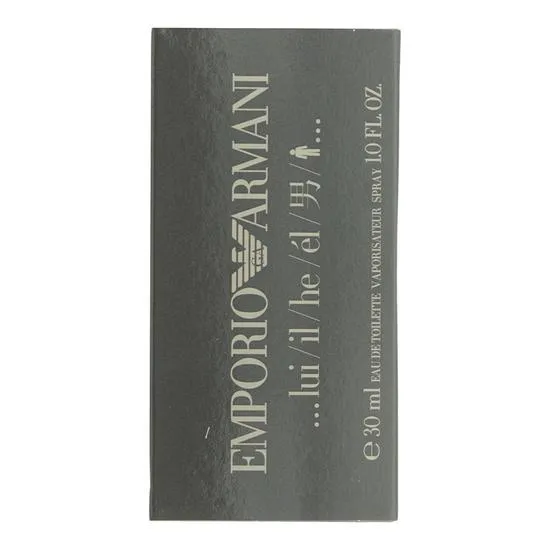 EMPORIO ARMANI
...lui/il/he/él/男/...
e 30 ml EAU DE TOILETTE VAPORISATEUR SPRAY 1.0 FL. OZ.